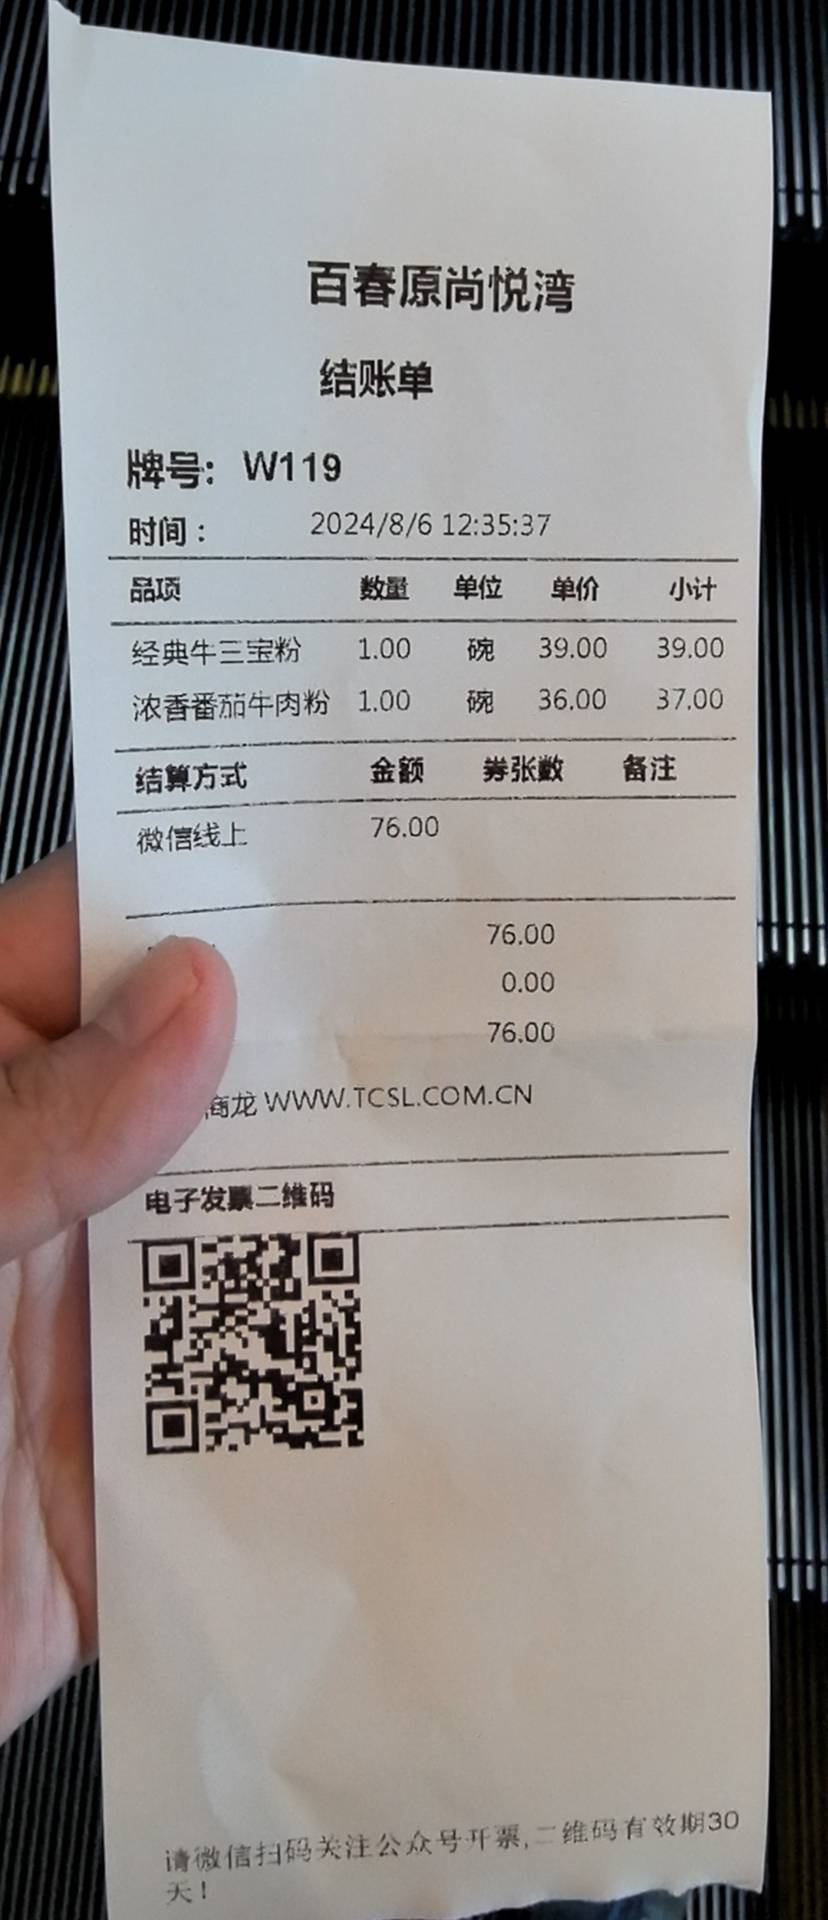 百春原尚悦湾
结账单
牌号: W119
时间: 2024/8/6 12:35:37
品项 数量 单位 单价 小计
经典牛三宝粉 1.00 碗 39.00 39.00
浓香番茄牛肉粉 1.00 碗 36.00 37.00
结算方式 金额 券张数 备注
微信线上 76.00
76.00
0.00
76.00
商龙 WWW.TCSL.COM.CN
电子发票二维码
请微信扫码关注公众号开票,二维码有效期30
天!